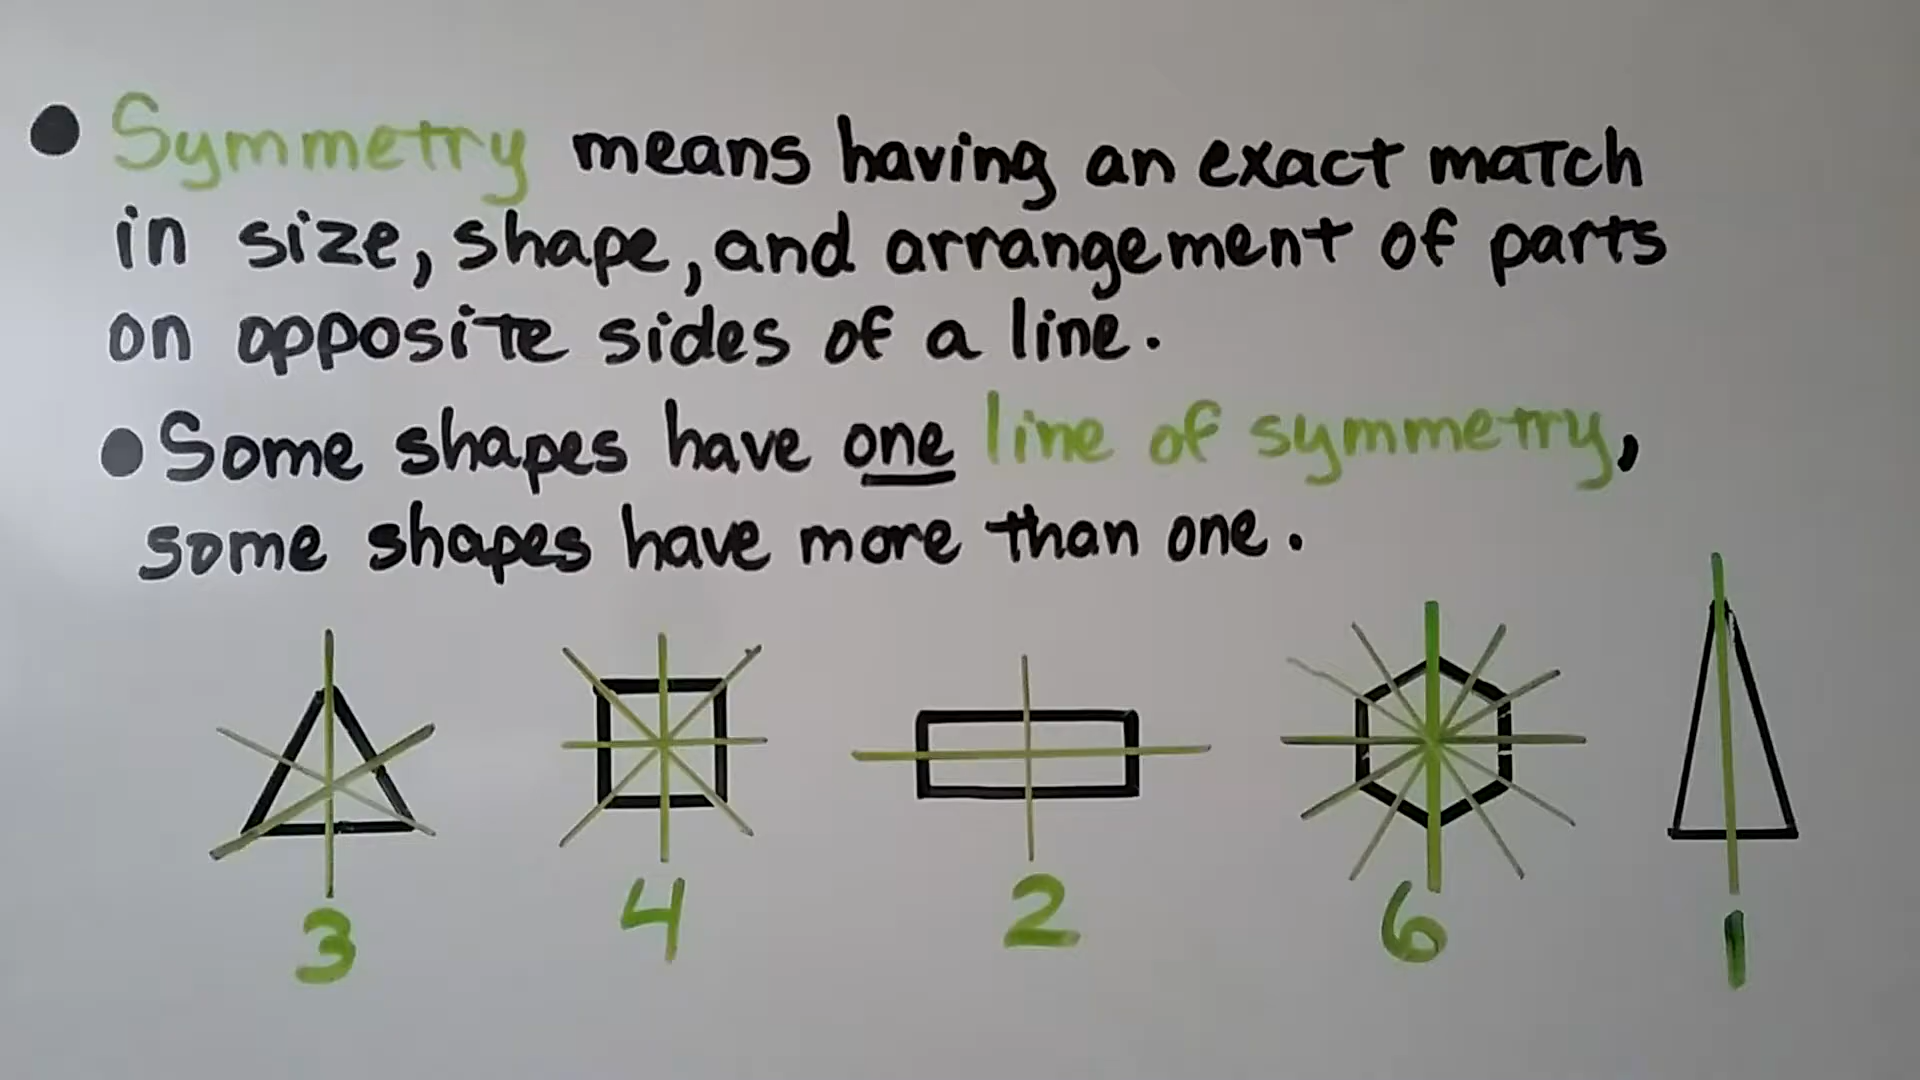 ● Symmetry means having an exact match
in size, shape, and arrangement of parts
on opposite sides of a line.
● Some shapes have one line of symmetry,
some shapes have more than one.
3 4 2 6 1